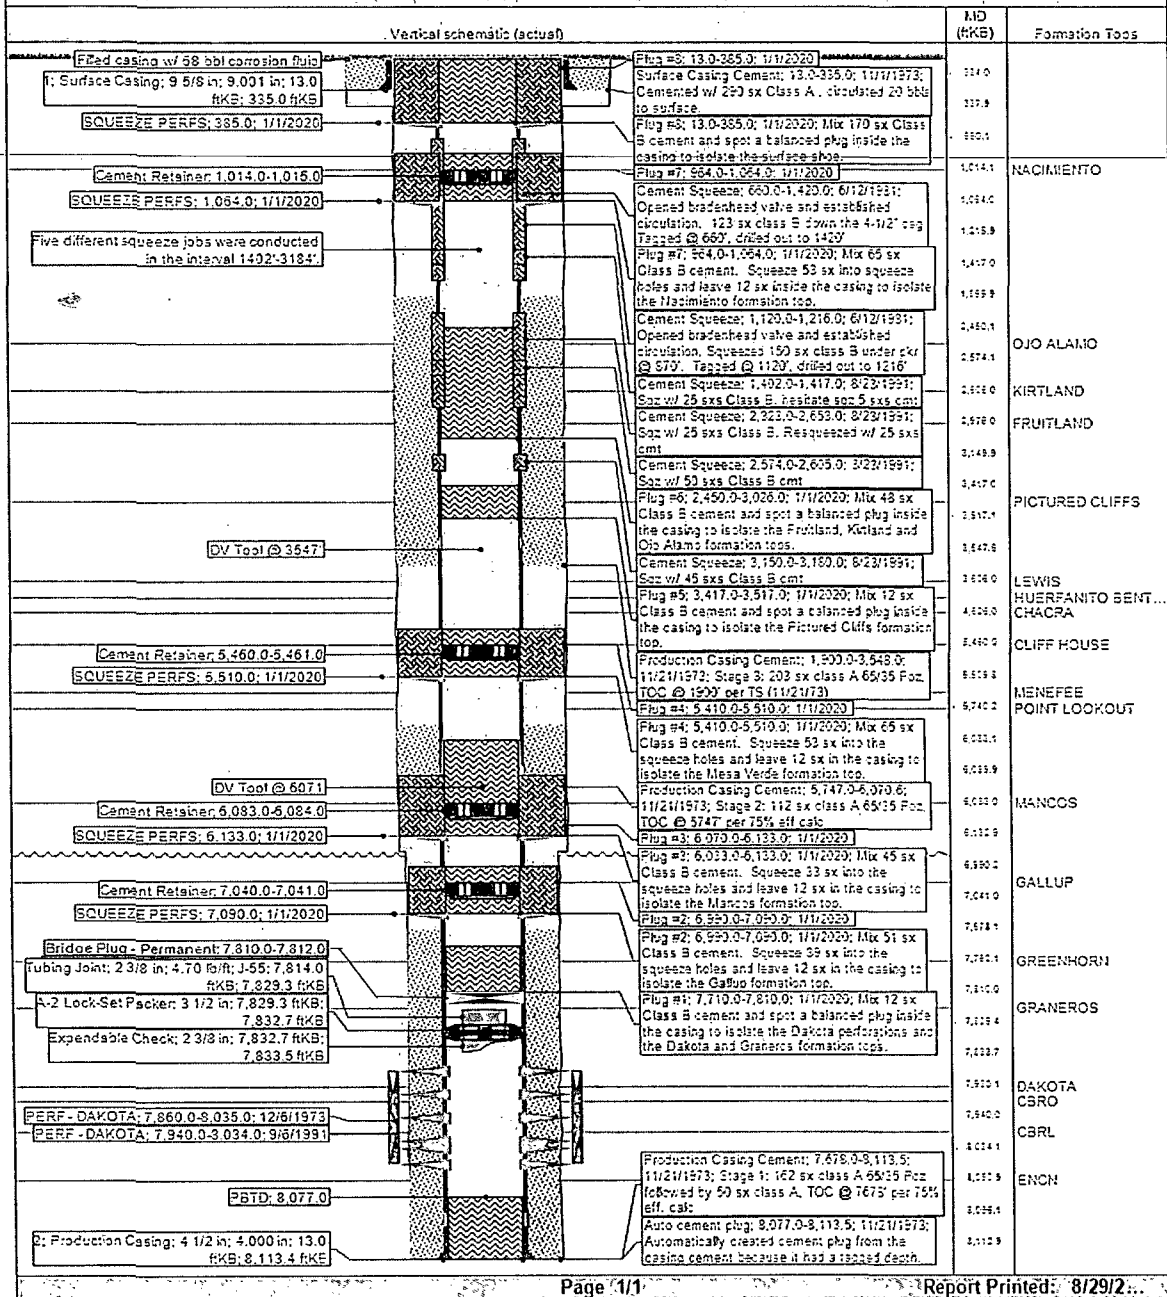 Vertical schematic (actual)
MD
(ftKB)
Formation Tops
Filled casing w/ 58 bbl corrosion fluid
1; Surface Casing; 9 5/8 in; 9.001 in; 13.0
ftKB; 335.0 ftKB
SQUEEZE PERFS; 385.0; 1/1/2020
Cement Retainer; 1,014.0-1,015.0
SQUEEZE PERFS; 1,064.0; 1/1/2020
Five different squeeze jobs were conducted
in the interval 1402'-3184'.
DV Tool @ 3547'
Cement Retainer; 5,460.0-5,461.0
SQUEEZE PERFS; 5,510.0; 1/1/2020
DV Tool @ 6071
Cement Retainer; 6,083.0-6,084.0
SQUEEZE PERFS; 6,133.0; 1/1/2020
Cement Retainer; 7,040.0-7,041.0
SQUEEZE PERFS; 7,090.0; 1/1/2020
Bridge Plug - Permanent; 7,810.0-7,812.0
Tubing Joint; 2 3/8 in; 4.70 lb/ft; J-55; 7,814.0
ftKB; 7,829.3 ftKB
A-2 Lock-Set Packer; 3 1/2 in; 7,829.3 ftKB;
7,832.7 ftKB
Expendable Check; 2 3/8 in; 7,832.7 ftKB;
7,833.5 ftKB
PERF - DAKOTA; 7,860.0-8,035.0; 12/6/1973
PERF - DAKOTA; 7,940.0-8,034.0; 9/6/1991
PBTD; 8,077.0
2; Production Casing; 4 1/2 in; 4.000 in; 13.0
ftKB; 8,113.4 ftKB
Plug #8; 13.0-385.0; 1/1/2020
Surface Casing Cement; 13.0-335.0; 11/1/1973;
Cemented w/ 290 sx Class A, circulated 20 bbls
to surface.
Plug #8; 13.0-385.0; 1/1/2020; Mix 170 sx Class
B cement and spot a balanced plug inside the
casing to isolate the surface shoe.
Plug #7; 964.0-1,064.0; 1/1/2020
Cement Squeeze; 660.0-1,420.0; 6/12/1981;
Opened bradenhead valve and established
circulation. 123 sx class B down the 4-1/2" csg
Tagged @ 660', drilled out to 1420'
Plug #7; 964.0-1,064.0; 1/1/2020; Mix 65 sx
Class B cement. Squeeze 53 sx into squeeze
holes and leave 12 sx inside the casing to isolate
the Nacimiento formation top.
Cement Squeeze; 1,120.0-1,216.0; 6/12/1981;
Opened bradenhead valve and established
circulation. Squeezed 150 sx class B under pkr
@ 870'. Tagged @ 1120', drilled out to 1216'
Cement Squeeze; 1,402.0-1,417.0; 8/23/1991;
Sqz w/ 25 sxs Class B. hesitate sqz 5 sxs cmt
Cement Squeeze; 2,323.0-2,653.0; 8/23/1991;
Sqz w/ 25 sxs Class B. Resqueezed w/ 25 sxs
cmt
Cement Squeeze; 2,574.0-2,605.0; 8/23/1991;
Sqz w/ 50 sxs Class B cmt
Plug #6; 2,450.0-3,026.0; 1/1/2020; Mix 48 sx
Class B cement and spot a balanced plug inside
the casing to isolate the Fruitland, Kirtland and
Ojo Alamo formation tops.
Cement Squeeze; 3,150.0-3,180.0; 8/23/1991;
Sqz w/ 45 sxs Class B cmt
Plug #5; 3,417.0-3,517.0; 1/1/2020; Mix 12 sx
Class B cement and spot a balanced plug inside
the casing to isolate the Pictured Cliffs formation
top.
Production Casing Cement; 1,900.0-3,548.0;
11/21/1973; Stage 3: 203 sx class A 65/35 Poz.
TOC @ 1900' per TS (11/21/73)
Plug #4; 5,410.0-5,510.0; 1/1/2020
Plug #4; 5,410.0-5,510.0; 1/1/2020; Mix 65 sx
Class B cement. Squeeze 53 sx into the
squeeze holes and leave 12 sx in the casing to
isolate the Mesa Verde formation top.
Production Casing Cement; 5,747.0-6,070.6;
11/21/1973; Stage 2: 112 sx class A 65/35 Poz.
TOC @ 5747' per 75% eff calc
Plug #3; 6,070.0-6,133.0; 1/1/2020
Plug #3; 6,033.0-6,133.0; 1/1/2020; Mix 45 sx
Class B cement. Squeeze 33 sx into the
squeeze holes and leave 12 sx in the casing to
isolate the Mancos formation top.
Plug #2; 6,990.0-7,090.0; 1/1/2020
Plug #2; 6,990.0-7,090.0; 1/1/2020; Mix 51 sx
Class B cement. Squeeze 39 sx into the
squeeze holes and leave 12 sx in the casing to
isolate the Gallup formation top.
Plug #1; 7,710.0-7,810.0; 1/1/2020; Mix 12 sx
Class B cement and spot a balanced plug inside
the casing to isolate the Dakota perforations and
the Dakota and Graneros formation tops.
Production Casing Cement; 7,678.0-8,113.5;
11/21/1973; Stage 1: 162 sx class A 65/35 Poz
followed by 50 sx class A. TOC @ 7678' per 75%
eff. calc
Auto cement plug; 8,077.0-8,113.5; 11/21/1973;
Automatically created cement plug from the
casing cement because it had a tagged depth.
1,014.1
1,417.0
2,574.1
3,417.0
7,041.0
7,940.0
NACIMIENTO
OJO ALAMO
KIRTLAND
FRUITLAND
PICTURED CLIFFS
LEWIS
HUERFANITO BENT...
CHACRA
CLIFF HOUSE
MENEFEE
POINT LOOKOUT
MANCOS
GALLUP
GREENHORN
GRANEROS
DAKOTA
CBRO
CBRL
ENCN
Page 1/1
Report Printed: 8/29/2...